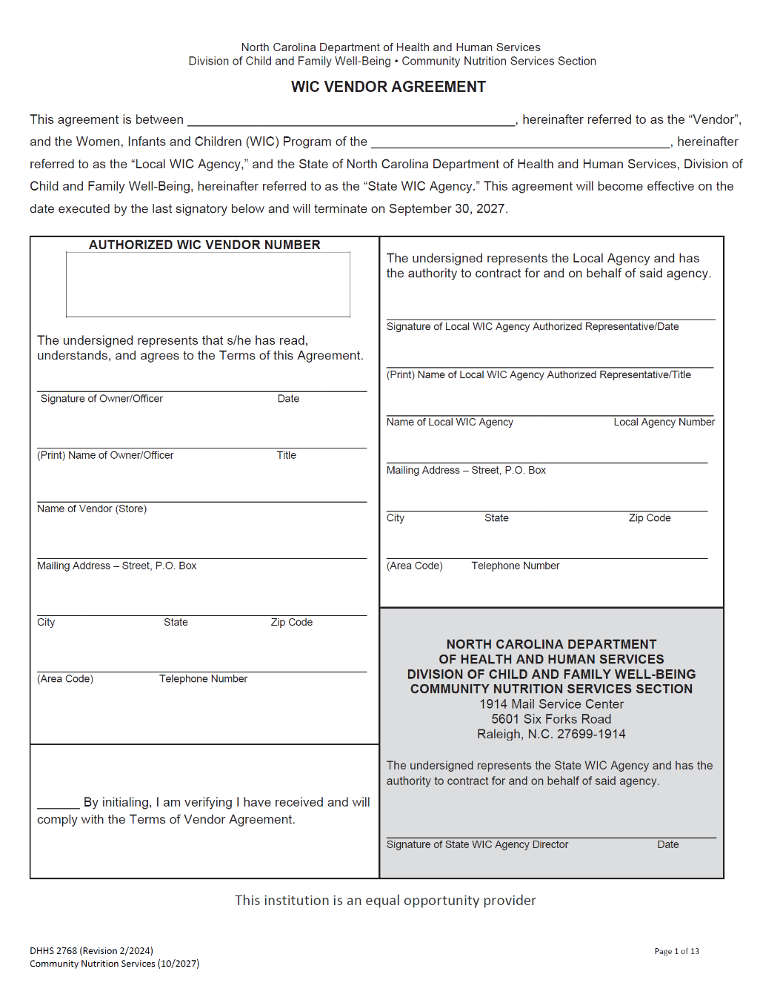 North Carolina Department of Health and Human Services
Division of Child and Family Well-Being • Community Nutrition Services Section
WIC VENDOR AGREEMENT
This agreement is between ______, hereinafter referred to as the “Vendor”,
and the Women, Infants and Children (WIC) Program of the ______, hereinafter
referred to as the “Local WIC Agency,” and the State of North Carolina Department of Health and Human Services, Division of
Child and Family Well-Being, hereinafter referred to as the “State WIC Agency.” This agreement will become effective on the
date executed by the last signatory below and will terminate on September 30, 2027.
AUTHORIZED WIC VENDOR NUMBER
The undersigned represents that s/he has read,
understands, and agrees to the Terms of this Agreement.
Signature of Owner/Officer Date
(Print) Name of Owner/Officer Title
Name of Vendor (Store)
Mailing Address – Street, P.O. Box
City State Zip Code
(Area Code) Telephone Number
______ By initialing, I am verifying I have received and will
comply with the Terms of Vendor Agreement.
The undersigned represents the Local Agency and has
the authority to contract for and on behalf of said agency.
Signature of Local WIC Agency Authorized Representative/Date
(Print) Name of Local WIC Agency Authorized Representative/Title
Name of Local WIC Agency Local Agency Number
Mailing Address – Street, P.O. Box
City State Zip Code
(Area Code) Telephone Number
NORTH CAROLINA DEPARTMENT
OF HEALTH AND HUMAN SERVICES
DIVISION OF CHILD AND FAMILY WELL-BEING
COMMUNITY NUTRITION SERVICES SECTION
1914 Mail Service Center
5601 Six Forks Road
Raleigh, N.C. 27699-1914
The undersigned represents the State WIC Agency and has the
authority to contract for and on behalf of said agency.
Signature of State WIC Agency Director Date
This institution is an equal opportunity provider
DHHS 2768 (Revision 2/2024)
Community Nutrition Services (10/2027)
Page 1 of 13